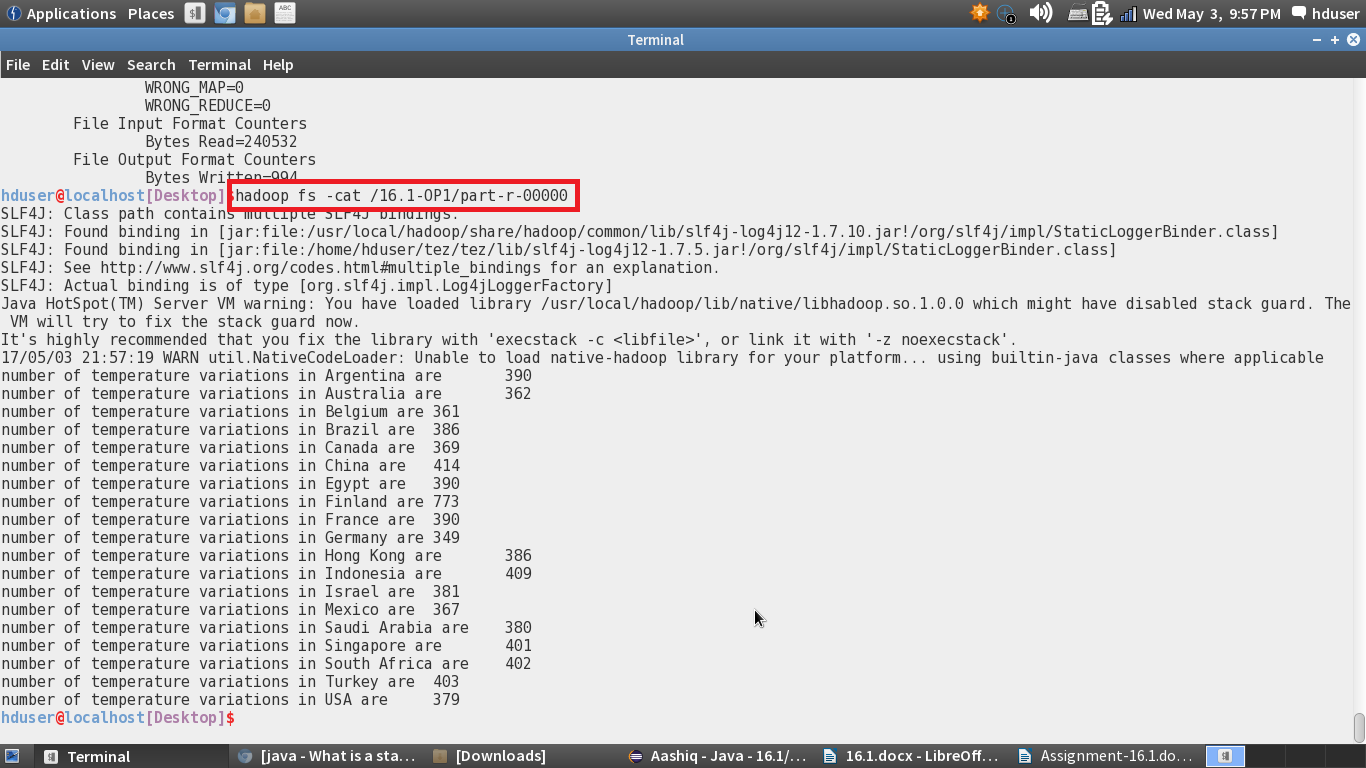 Applications Places ABC Wed May 3, 9:57 PM hduser
Terminal
File Edit View Search Terminal Help
WRONG_MAP=0
WRONG_REDUCE=0
File Input Format Counters
Bytes Read=240532
File Output Format Counters
Bytes Written=994
hduser@localhost[Desktop]$hadoop fs -cat /16.1-OP1/part-r-00000
SLF4J: Class path contains multiple SLF4J bindings.
SLF4J: Found binding in [jar:file:/usr/local/hadoop/share/hadoop/common/lib/slf4j-log4j12-1.7.10.jar!/org/slf4j/impl/StaticLoggerBinder.class]
SLF4J: Found binding in [jar:file:/home/hduser/tez/tez/lib/slf4j-log4j12-1.7.5.jar!/org/slf4j/impl/StaticLoggerBinder.class]
SLF4J: See http://www.slf4j.org/codes.html#multiple_bindings for an explanation.
SLF4J: Actual binding is of type [org.slf4j.impl.Log4jLoggerFactory]
Java HotSpot(TM) Server VM warning: You have loaded library /usr/local/hadoop/lib/native/libhadoop.so.1.0.0 which might have disabled stack guard. The
VM will try to fix the stack guard now.
It's highly recommended that you fix the library with 'execstack -c <libfile>', or link it with '-z noexecstack'.
17/05/03 21:57:19 WARN util.NativeCodeLoader: Unable to load native-hadoop library for your platform... using builtin-java classes where applicable
number of temperature variations in Argentina are 390
number of temperature variations in Australia are 362
number of temperature variations in Belgium are 361
number of temperature variations in Brazil are 386
number of temperature variations in Canada are 369
number of temperature variations in China are 414
number of temperature variations in Egypt are 390
number of temperature variations in Finland are 773
number of temperature variations in France are 390
number of temperature variations in Germany are 349
number of temperature variations in Hong Kong are 386
number of temperature variations in Indonesia are 409
number of temperature variations in Israel are 381
number of temperature variations in Mexico are 367
number of temperature variations in Saudi Arabia are 380
number of temperature variations in Singapore are 401
number of temperature variations in South Africa are 402
number of temperature variations in Turkey are 403
number of temperature variations in USA are 379
hduser@localhost[Desktop]$
Terminal [java - What is a sta... [Downloads] Aashiq - Java - 16.1/... 16.1.docx - LibreOff... Assignment-16.1.do...